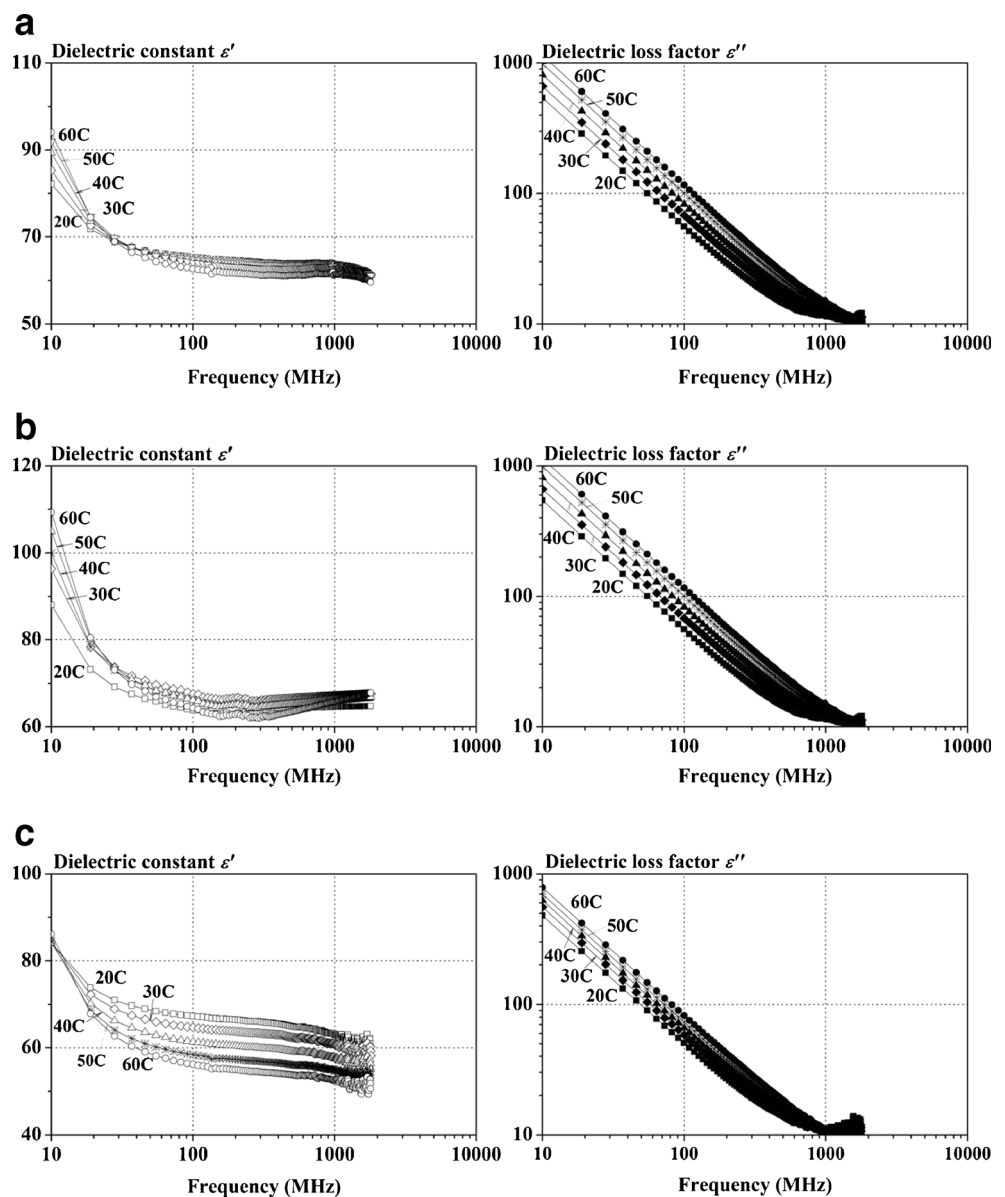 a
Dielectric constant ε′
110
90
70
50
60C
50C
40C
30C
20C
10 100 1000 10000
Frequency (MHz)
Dielectric loss factor ε′′
1000
100
10
60C
50C
40C
30C
20C
10 100 1000 10000
Frequency (MHz)
b
Dielectric constant ε′
120
100
80
60
60C
50C
40C
30C
20C
10 100 1000 10000
Frequency (MHz)
Dielectric loss factor ε′′
1000
100
10
60C
50C
40C
30C
20C
10 100 1000 10000
Frequency (MHz)
c
Dielectric constant ε′
100
80
60
40
20C
30C
40C
50C
60C
10 100 1000 10000
Frequency (MHz)
Dielectric loss factor ε′′
1000
100
10
60C
50C
40C
30C
20C
10 100 1000 10000
Frequency (MHz)